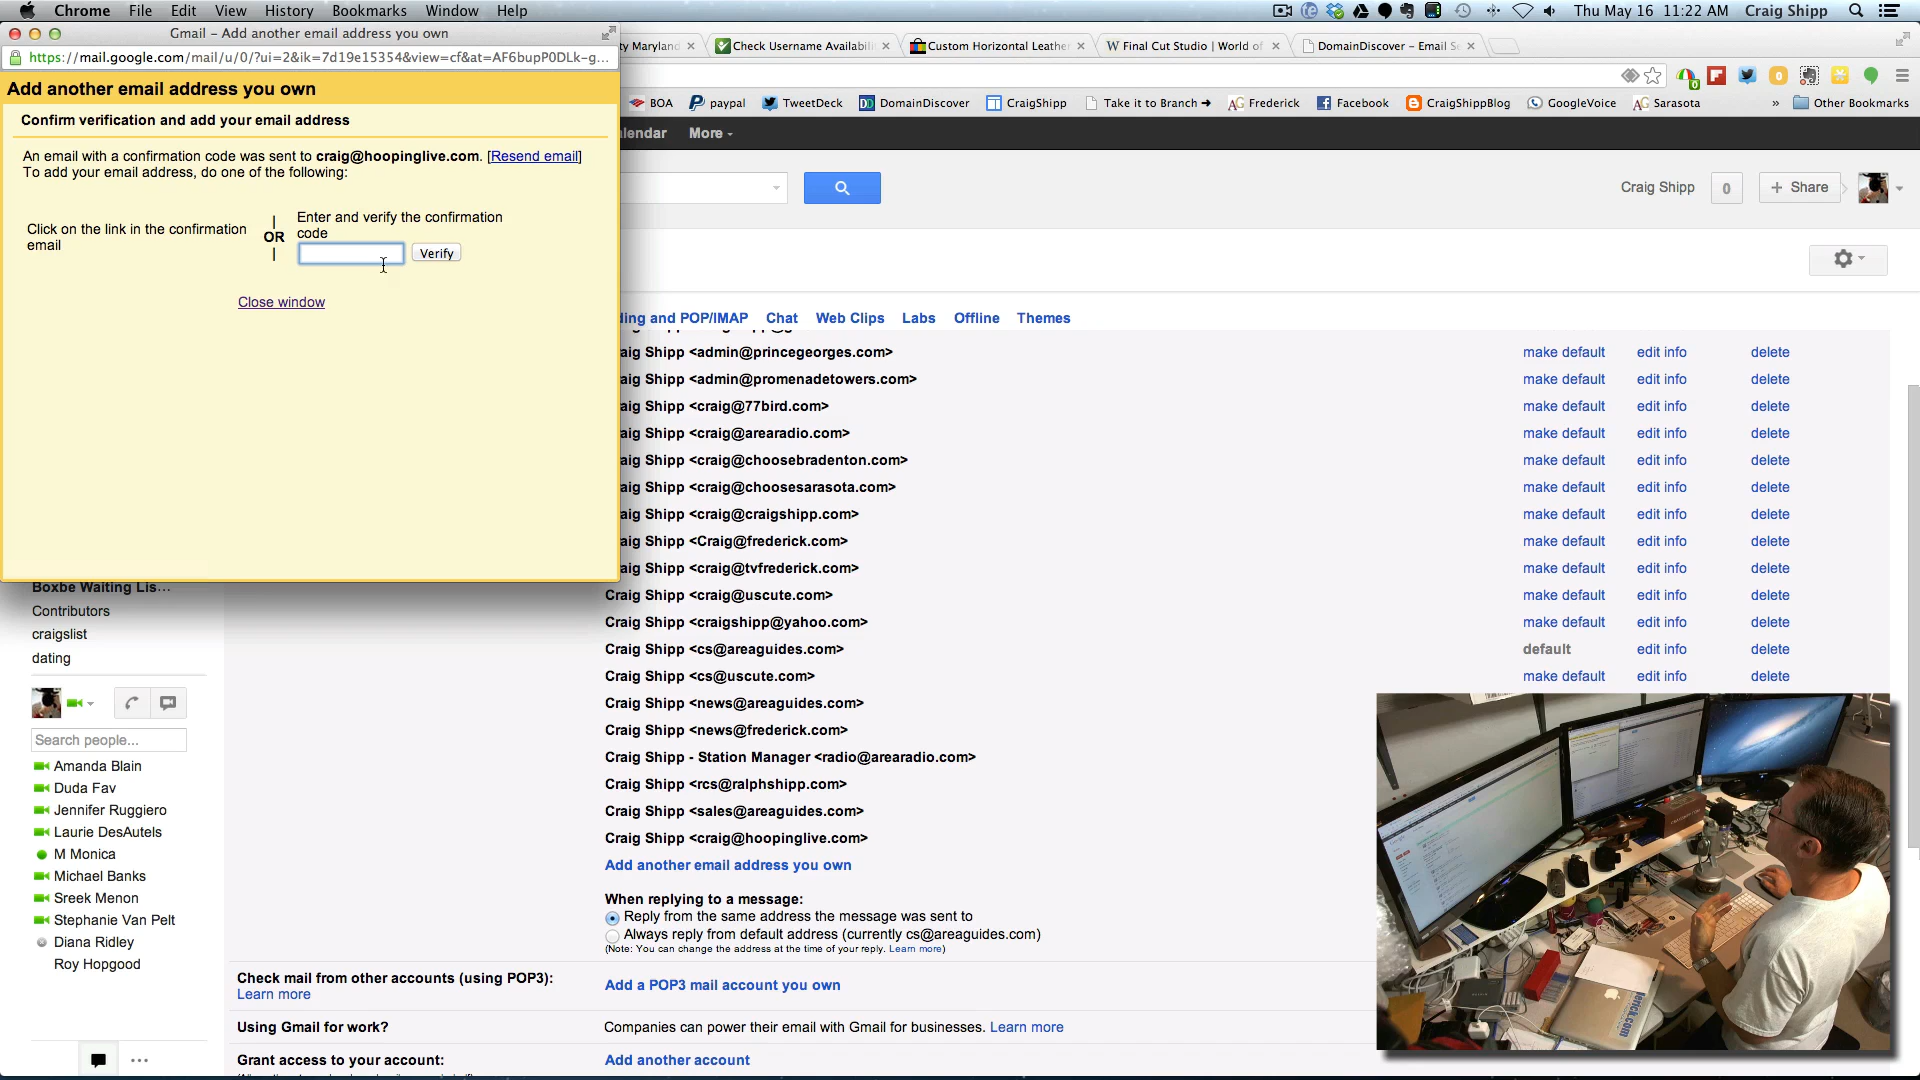 Chrome File Edit View History Bookmarks Window Help
Thu May 16 11:22 AM Craig Shipp
Gmail – Add another email address you own
https://mail.google.com/mail/u/0/?ui=2&ik=7d19e15354&view=cf&at=AF6bupP0DLk-g...
ty Maryland
Check Username Availabili
Custom Horizontal Leather
Final Cut Studio | World of
DomainDiscover – Email S
BOA paypal TweetDeck DomainDiscover CraigShipp Take it to Branch → Frederick Facebook CraigShippBlog GoogleVoice Sarasota » Other Bookmarks
lendar More
Craig Shipp 0 + Share
Add another email address you own
Confirm verification and add your email address
An email with a confirmation code was sent to craig@hoopinglive.com. [Resend email]
To add your email address, do one of the following:
Click on the link in the confirmation
email
OR
Enter and verify the confirmation
code
Verify
Close window
ding and POP/IMAP Chat Web Clips Labs Offline Themes
aig Shipp <admin@princegeorges.com> make default edit info delete
aig Shipp <admin@promenadetowers.com> make default edit info delete
aig Shipp <craig@77bird.com> make default edit info delete
aig Shipp <craig@arearadio.com> make default edit info delete
aig Shipp <craig@choosebradenton.com> make default edit info delete
aig Shipp <craig@choosesarasota.com> make default edit info delete
aig Shipp <craig@craigshipp.com> make default edit info delete
aig Shipp <Craig@frederick.com> make default edit info delete
aig Shipp <craig@tvfrederick.com> make default edit info delete
Craig Shipp <craig@uscute.com> make default edit info delete
Craig Shipp <craigshipp@yahoo.com> make default edit info delete
Craig Shipp <cs@areaguides.com> default edit info delete
Craig Shipp <cs@uscute.com> make default edit info delete
Craig Shipp <news@areaguides.com>
Craig Shipp <news@frederick.com>
Craig Shipp - Station Manager <radio@arearadio.com>
Craig Shipp <rcs@ralphshipp.com>
Craig Shipp <sales@areaguides.com>
Craig Shipp <craig@hoopinglive.com>
Add another email address you own
When replying to a message:
Reply from the same address the message was sent to
Always reply from default address (currently cs@areaguides.com)
(Note: You can change the address at the time of your reply. Learn more)
Check mail from other accounts (using POP3):
Learn more
Add a POP3 mail account you own
Using Gmail for work?
Companies can power their email with Gmail for businesses. Learn more
Grant access to your account:
Add another account
Boxbe Waiting Lis...
Contributors
craigslist
dating
Search people...
Amanda Blain
Duda Fav
Jennifer Ruggiero
Laurie DesAutels
M Monica
Michael Banks
Sreek Menon
Stephanie Van Pelt
Diana Ridley
Roy Hopgood